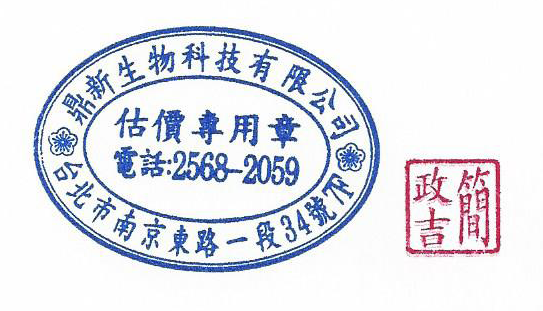 鼎新生物科技有限公司
估價專用章
電話:2568-2059
台北市南京東路一段34號7F
簡政吉